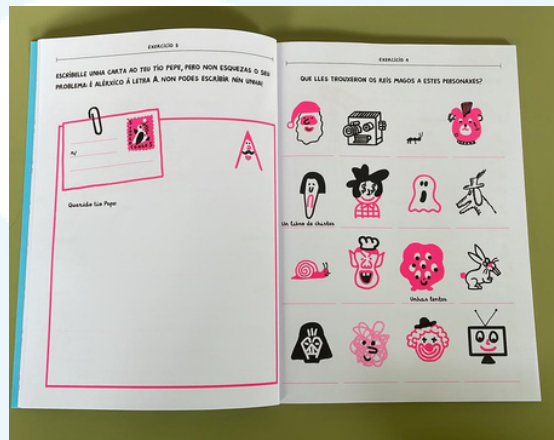 EXERCICIO 3
ESCRÍBELLE UNHA CARTA AO TEU TÍO PEPE, PERO NON ESQUEZAS O SEU
PROBLEMA: É ALÉRXICO Á LETRA A. NON PODES ESCRIBIR NIN UNHA!
A
Querido tío Pepe
EXERCICIO 4
QUE LLES TROUXERON OS REIS MAGOS A ESTES PERSONAXES?
Un libro de chistes
Unhas lentes